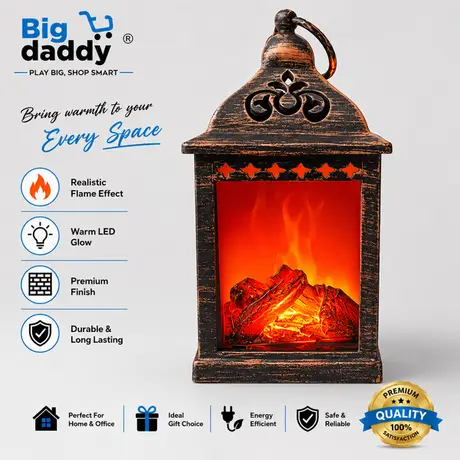 Big
daddy ®
PLAY BIG, SHOP SMART
Bring warmth to your
Every Space
Realistic
Flame Effect
Warm LED
Glow
Premium
Finish
Durable &
Long Lasting
Perfect For
Home & Office
Ideal
Gift Choice
Energy
Efficient
Safe &
Reliable
PREMIUM
QUALITY
100%
SATISFACTION